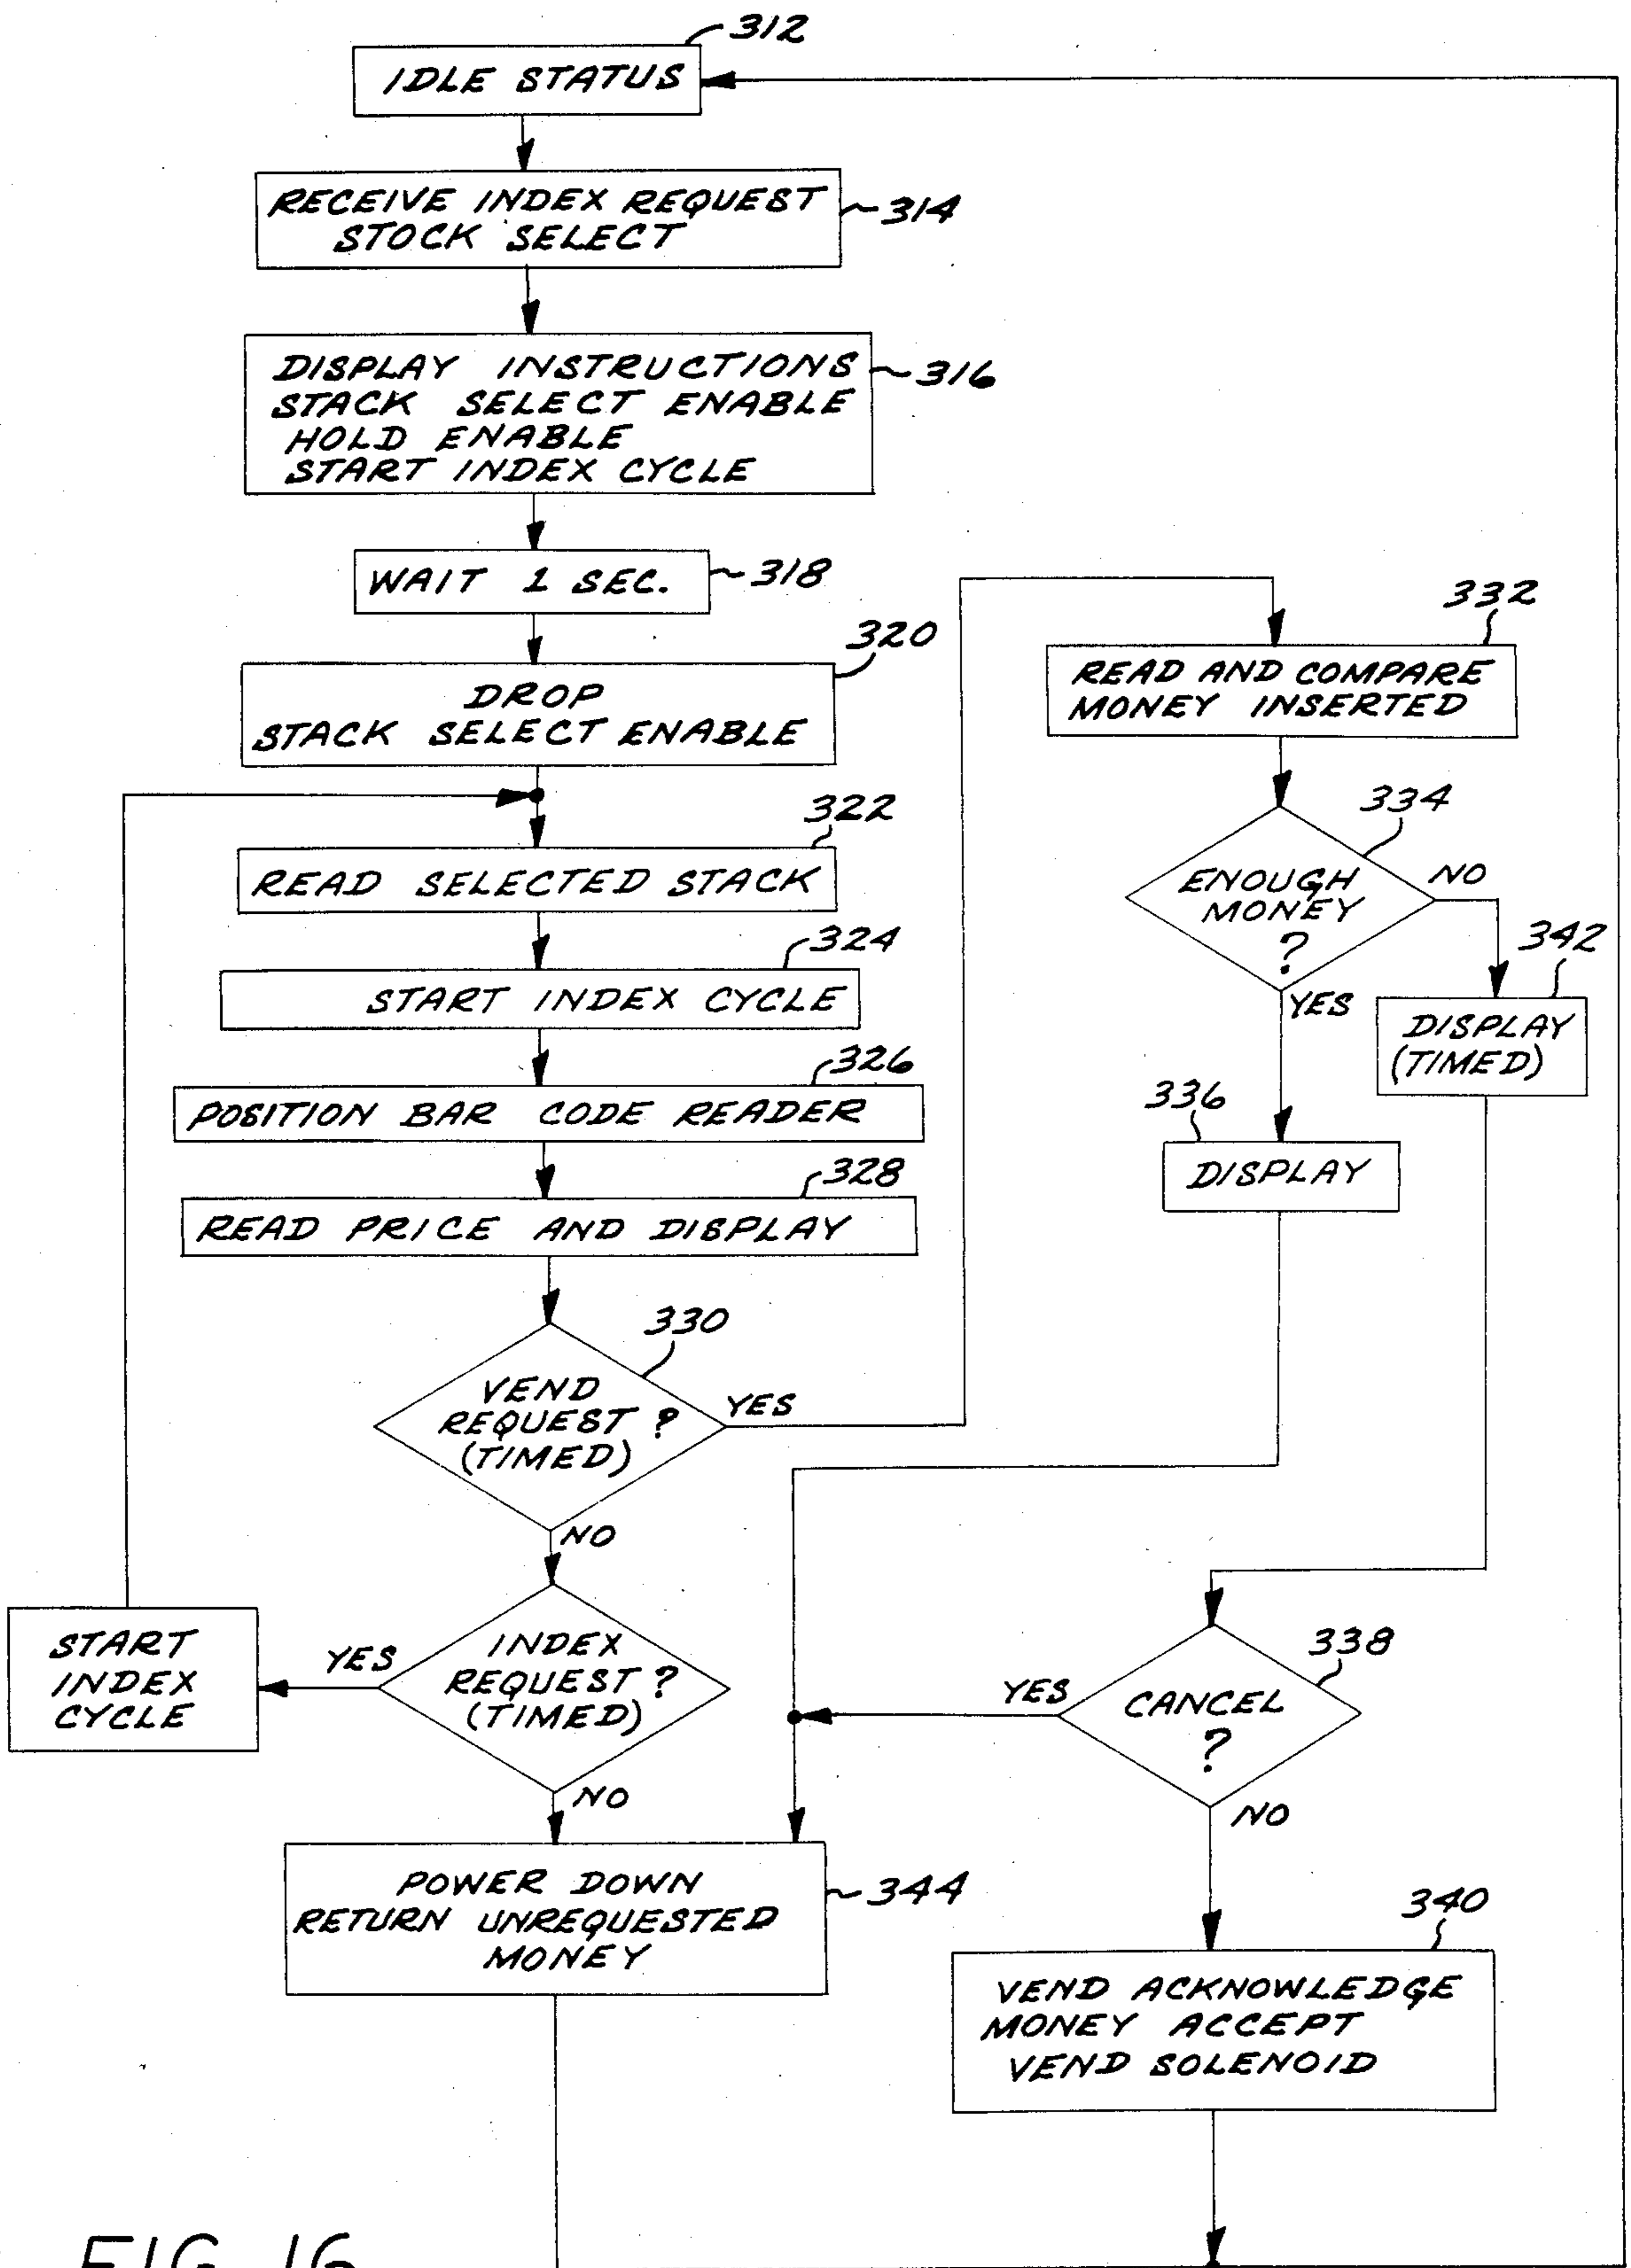 312
IDLE STATUS
RECEIVE INDEX REQUEST
STOCK SELECT
314
DISPLAY INSTRUCTIONS
STACK SELECT ENABLE
HOLD ENABLE
START INDEX CYCLE
316
WAIT 1 SEC.
318
320
DROP
STACK SELECT ENABLE
322
READ SELECTED STACK
324
START INDEX CYCLE
326
POSITION BAR CODE READER
328
READ PRICE AND DISPLAY
330
VEND
REQUEST ?
(TIMED)
YES
NO
INDEX
REQUEST ?
(TIMED)
YES
START
INDEX
CYCLE
NO
POWER DOWN
RETURN UNREQUESTED
MONEY
344
332
READ AND COMPARE
MONEY INSERTED
334
ENOUGH
MONEY
?
NO
YES
342
DISPLAY
(TIMED)
336
DISPLAY
338
CANCEL
?
YES
NO
340
VEND ACKNOWLEDGE
MONEY ACCEPT
VEND SOLENOID
FIG. 16